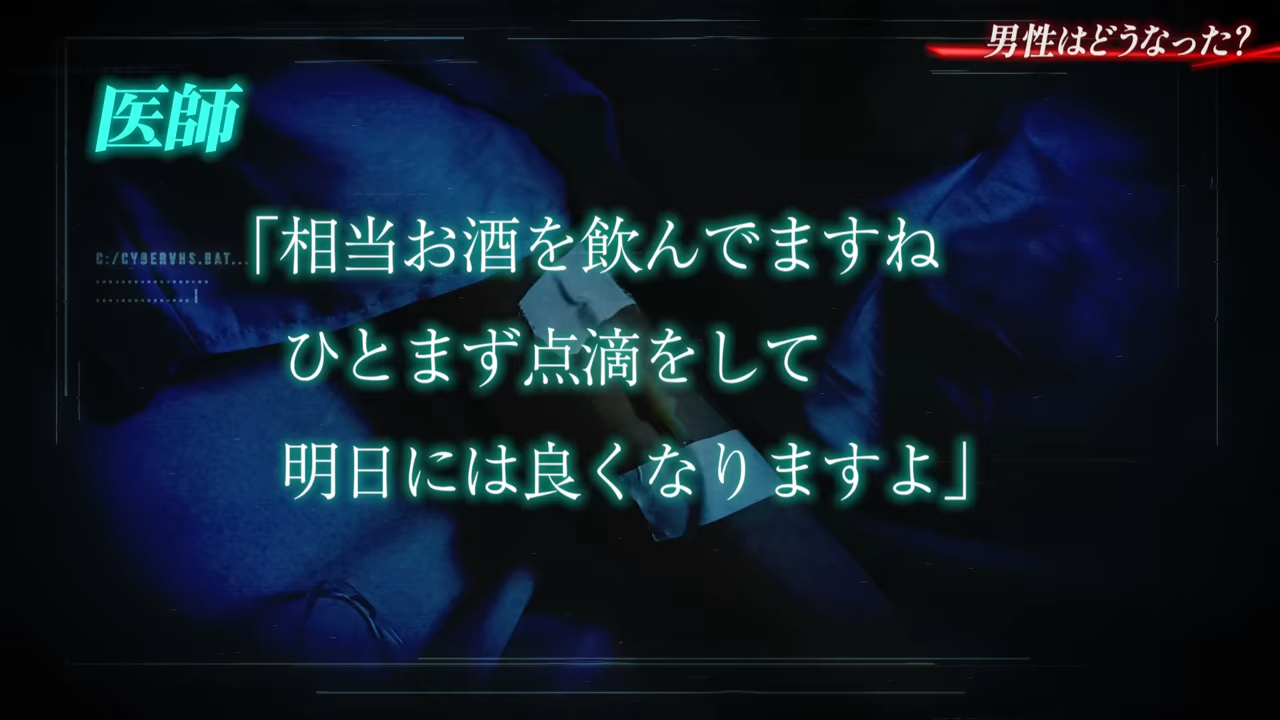 男性はどうなった?
医師
「相当お酒を飲んでますね
C:/CYBERVHS.BAT...
ひとまず点滴をして
明日には良くなりますよ」